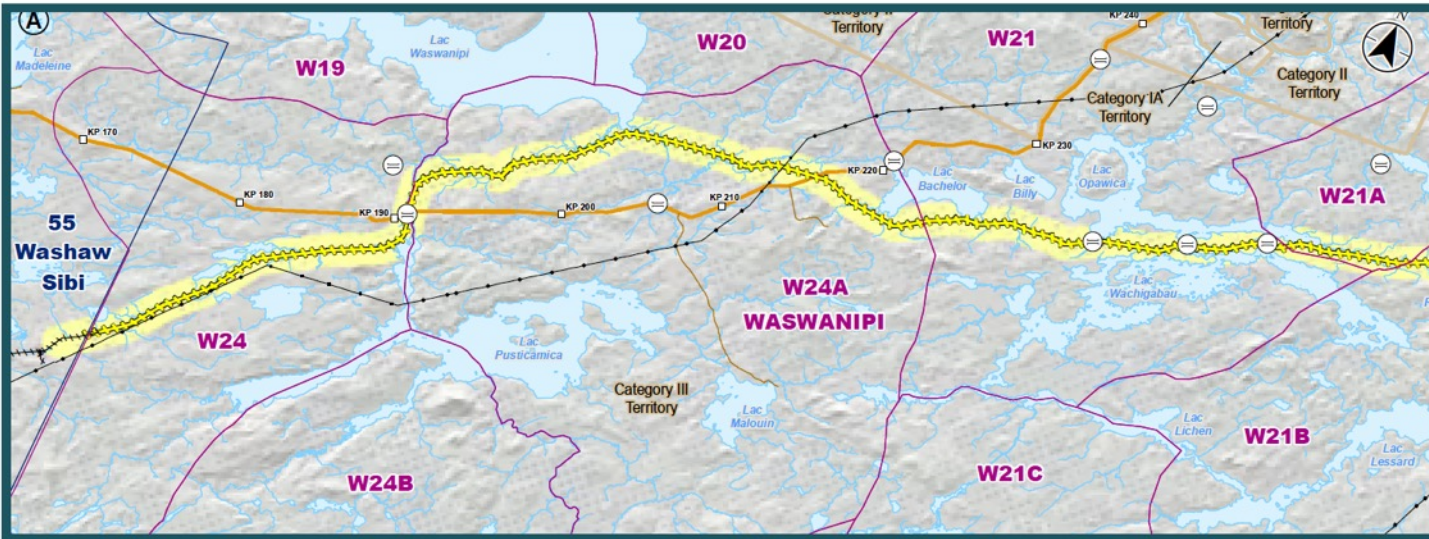 A
Lac
Madeleine
W19
Lac
Waswanipi
W20
Territory
W21
KP 240
Territory
N
Category II
Territory
Category IA
Territory
KP 170
KP 180
KP 190
KP 200
KP 210
KP 220
KP 230
Lac
Bachelor
Lac
Billy
Lac
Opawica
W21A
55
Washaw
Sibi
W24
Lac
Pusticamica
W24A
WASWANIPI
Lac
Wachigabau
Category III
Territory
Lac
Malouin
W24B
W21C
Lac
Lichen
W21B
Lac
Lessard